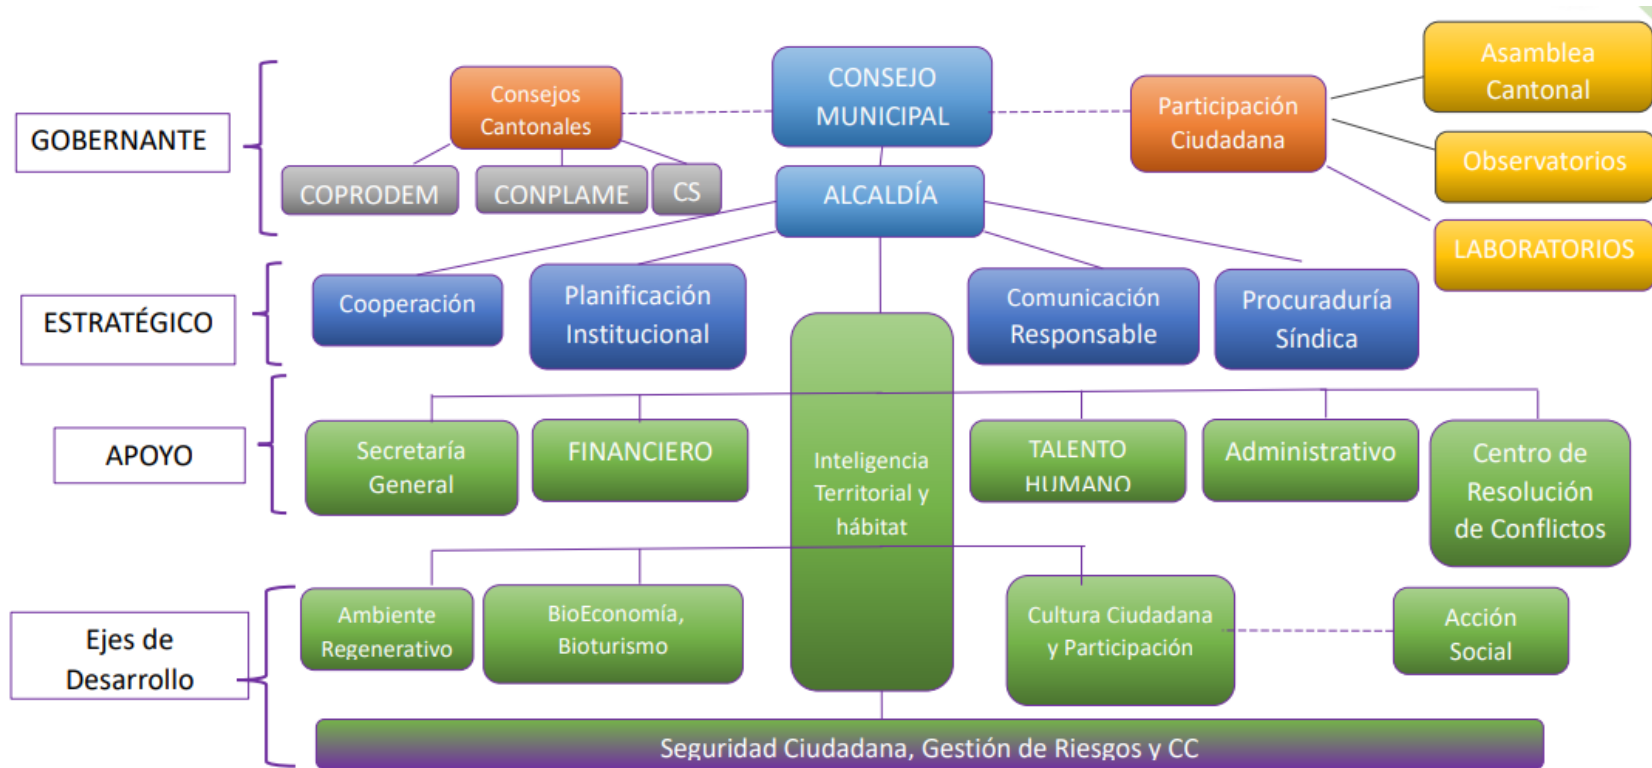 GOBERNANTE
Consejos
Cantonales
CONSEJO
MUNICIPAL
Participación
Ciudadana
Asamblea
Cantonal
Observatorios
LABORATORIOS
COPRODEM
CONPLAME
CS
ALCALDÍA
ESTRATÉGICO
Cooperación
Planificación
Institucional
Comunicación
Responsable
Procuraduría
Síndica
APOYO
Secretaría
General
FINANCIERO
Inteligencia
Territorial y
hábitat
TALENTO
HUMANO
Administrativo
Centro de
Resolución
de Conflictos
Ejes de
Desarrollo
Ambiente
Regenerativo
BioEconomía,
Bioturismo
Cultura Ciudadana
y Participación
Acción
Social
Seguridad Ciudadana, Gestión de Riesgos y CC